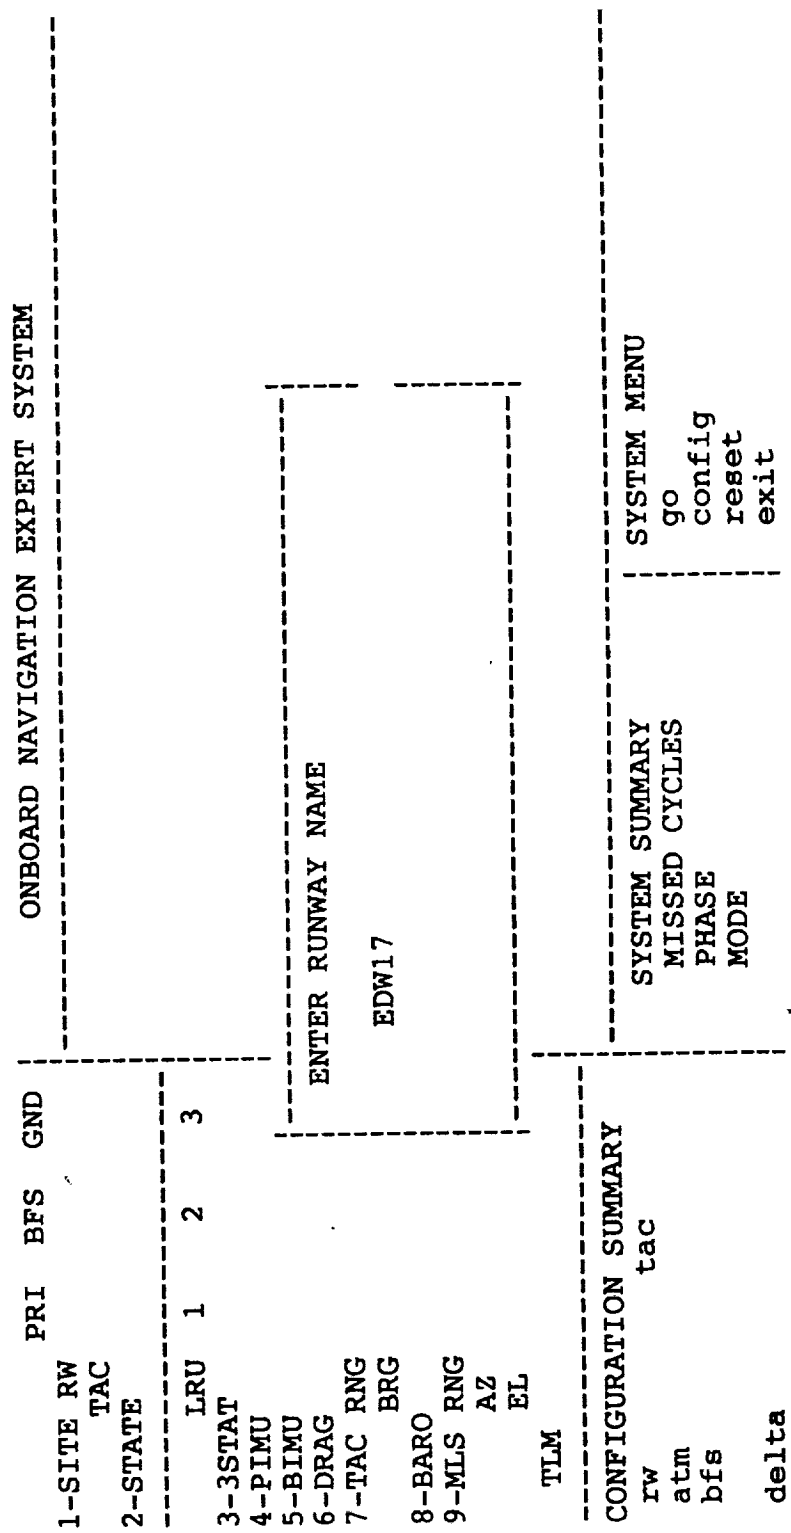 ONBOARD NAVIGATION EXPERT SYSTEM
PRI BFS GND
1-SITE RW
TAC
2-STATE
LRU 1 2 3
3-3STAT
4-PIMU
5-BIMU
6-DRAG
7-TAC RNG
BRG
8-BARO
9-MLS RNG
AZ
EL
TLM
ENTER RUNWAY NAME
EDW17
CONFIGURATION SUMMARY
rw tac
atm
bfs
delta
SYSTEM SUMMARY
MISSED CYCLES
PHASE
MODE
SYSTEM MENU
go
config
reset
exit